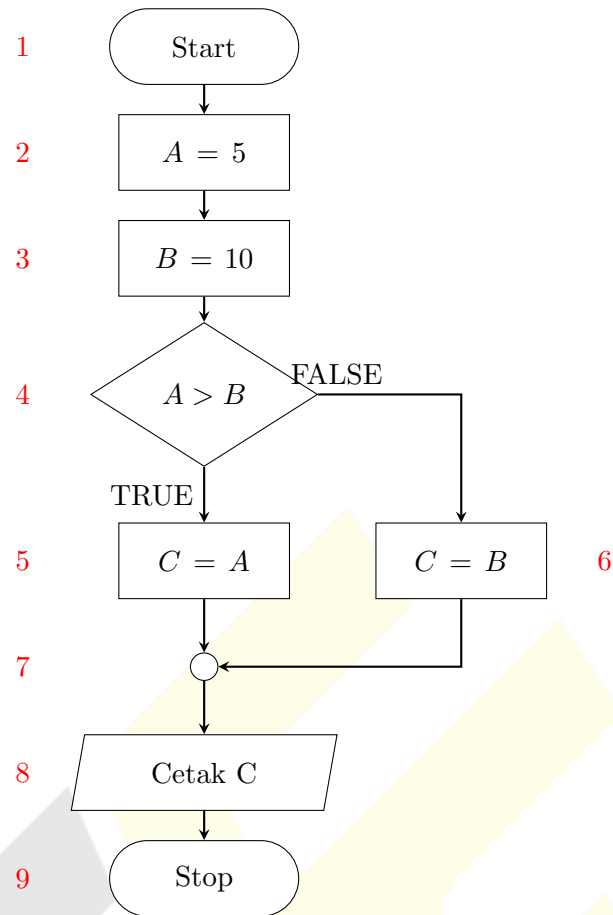 1 Start
2 A = 5
3 B = 10
4 A > B FALSE
TRUE
5 C = A C = B 6
7
8 Cetak C
9 Stop